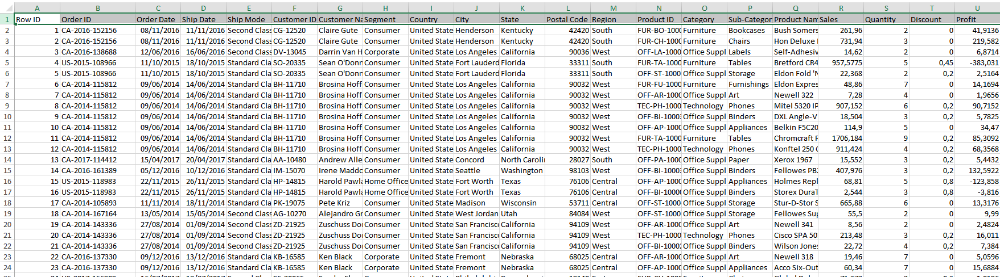 A B C D E F G H I J K L M N O P Q R S T U
1 Row ID Order ID Order Date Ship Date Ship Mode Customer ID Customer Na Segment Country City State Postal Code Region Product ID Category Sub-Categor Product Nam Sales Quantity Discount Profit
2 1 CA-2016-152156 08/11/2016 11/11/2016 Second Class CG-12520 Claire Gute Consumer United State Henderson Kentucky 42420 South FUR-BO-1000 Furniture Bookcases Bush Somers 261,96 2 0 41,9136
3 2 CA-2016-152156 08/11/2016 11/11/2016 Second Class CG-12520 Claire Gute Consumer United State Henderson Kentucky 42420 South FUR-CH-1000 Furniture Chairs Hon Deluxe 731,94 3 0 219,582
4 3 CA-2016-138688 12/06/2016 16/06/2016 Second Class DV-13045 Darrin Van H Corporate United State Los Angeles California 90036 West OFF-LA-1000 Office Suppl Labels Self-Adhesiv 14,62 2 0 6,8714
5 4 US-2015-108966 11/10/2015 18/10/2015 Standard Cla SO-20335 Sean O'Donn Consumer United State Fort Lauderd Florida 33311 South FUR-TA-1000 Furniture Tables Bretford CR4 957,5775 5 0,45 -383,031
6 5 US-2015-108966 11/10/2015 18/10/2015 Standard Cla SO-20335 Sean O'Donn Consumer United State Fort Lauderd Florida 33311 South OFF-ST-1000 Office Suppl Storage Eldon Fold 'N 22,368 2 0,2 2,5164
7 6 CA-2014-115812 09/06/2014 14/06/2014 Standard Cla BH-11710 Brosina Hoff Consumer United State Los Angeles California 90032 West FUR-FU-1000 Furniture Furnishings Eldon Expres 48,86 7 0 14,1694
8 7 CA-2014-115812 09/06/2014 14/06/2014 Standard Cla BH-11710 Brosina Hoff Consumer United State Los Angeles California 90032 West OFF-AR-1000 Office Suppl Art Newell 322 7,28 4 0 1,9656
9 8 CA-2014-115812 09/06/2014 14/06/2014 Standard Cla BH-11710 Brosina Hoff Consumer United State Los Angeles California 90032 West TEC-PH-1000 Technology Phones Mitel 5320 IP 907,152 6 0,2 90,7152
10 9 CA-2014-115812 09/06/2014 14/06/2014 Standard Cla BH-11710 Brosina Hoff Consumer United State Los Angeles California 90032 West OFF-BI-1000 Office Suppl Binders DXL Angle-V 18,504 3 0,2 5,7825
11 10 CA-2014-115812 09/06/2014 14/06/2014 Standard Cla BH-11710 Brosina Hoff Consumer United State Los Angeles California 90032 West OFF-AP-1000 Office Suppl Appliances Belkin F5C20 114,9 5 0 34,47
12 11 CA-2014-115812 09/06/2014 14/06/2014 Standard Cla BH-11710 Brosina Hoff Consumer United State Los Angeles California 90032 West FUR-TA-1000 Furniture Tables Chromcraft 1706,184 9 0,2 85,3092
13 12 CA-2014-115812 09/06/2014 14/06/2014 Standard Cla BH-11710 Brosina Hoff Consumer United State Los Angeles California 90032 West TEC-PH-1000 Technology Phones Konftel 250 911,424 4 0,2 68,3568
14 13 CA-2017-114412 15/04/2017 20/04/2017 Standard Cla AA-10480 Andrew Alle Consumer United State Concord North Caroli 28027 South OFF-PA-1000 Office Suppl Paper Xerox 1967 15,552 3 0,2 5,4432
15 14 CA-2016-161389 05/12/2016 10/12/2016 Standard Cla IM-15070 Irene Maddo Consumer United State Seattle Washington 98103 West OFF-BI-1000 Office Suppl Binders Fellowes PB 407,976 3 0,2 132,5922
16 15 US-2015-118983 22/11/2015 26/11/2015 Standard Cla HP-14815 Harold Pawl Home Office United State Fort Worth Texas 76106 Central OFF-AP-1000 Office Suppl Appliances Holmes Repl 68,81 5 0,8 -123,858
17 16 US-2015-118983 22/11/2015 26/11/2015 Standard Cla HP-14815 Harold Pawl Home Office United State Fort Worth Texas 76106 Central OFF-BI-1000 Office Suppl Binders Storex DuraT 2,544 3 0,8 -3,816
18 17 CA-2014-105893 11/11/2014 18/11/2014 Standard Cla PK-19075 Pete Kriz Consumer United State Madison Wisconsin 53711 Central OFF-ST-1000 Office Suppl Storage Stur-D-Stor S 665,88 6 0 13,3176
19 18 CA-2014-167164 13/05/2014 15/05/2014 Second Class AG-10270 Alejandro Gr Consumer United State West Jordan Utah 84084 West OFF-ST-1000 Office Suppl Storage Fellowes Sup 55,5 2 0 9,99
20 19 CA-2014-143336 27/08/2014 01/09/2014 Second Class ZD-21925 Zuschuss Do Consumer United State San Francisc California 94109 West OFF-AR-1000 Office Suppl Art Newell 341 8,56 2 0 2,4824
21 20 CA-2014-143336 27/08/2014 01/09/2014 Second Class ZD-21925 Zuschuss Do Consumer United State San Francisc California 94109 West TEC-PH-1000 Technology Phones Cisco SPA 50 213,48 3 0,2 16,011
22 21 CA-2014-143336 27/08/2014 01/09/2014 Second Class ZD-21925 Zuschuss Do Consumer United State San Francisc California 94109 West OFF-BI-1000 Office Suppl Binders Wilson Jones 22,72 4 0,2 7,384
23 22 CA-2016-137330 09/12/2016 13/12/2016 Standard Cla KB-16585 Ken Black Corporate United State Fremont Nebraska 68025 Central OFF-AR-1000 Office Suppl Art Newell 318 19,46 7 0 5,0596
24 23 CA-2016-137330 09/12/2016 13/12/2016 Standard Cla KB-16585 Ken Black Corporate United State Fremont Nebraska 68025 Central OFF-AP-1000 Office Suppl Appliances Acco Six-Out 60,34 7 0 15,6884